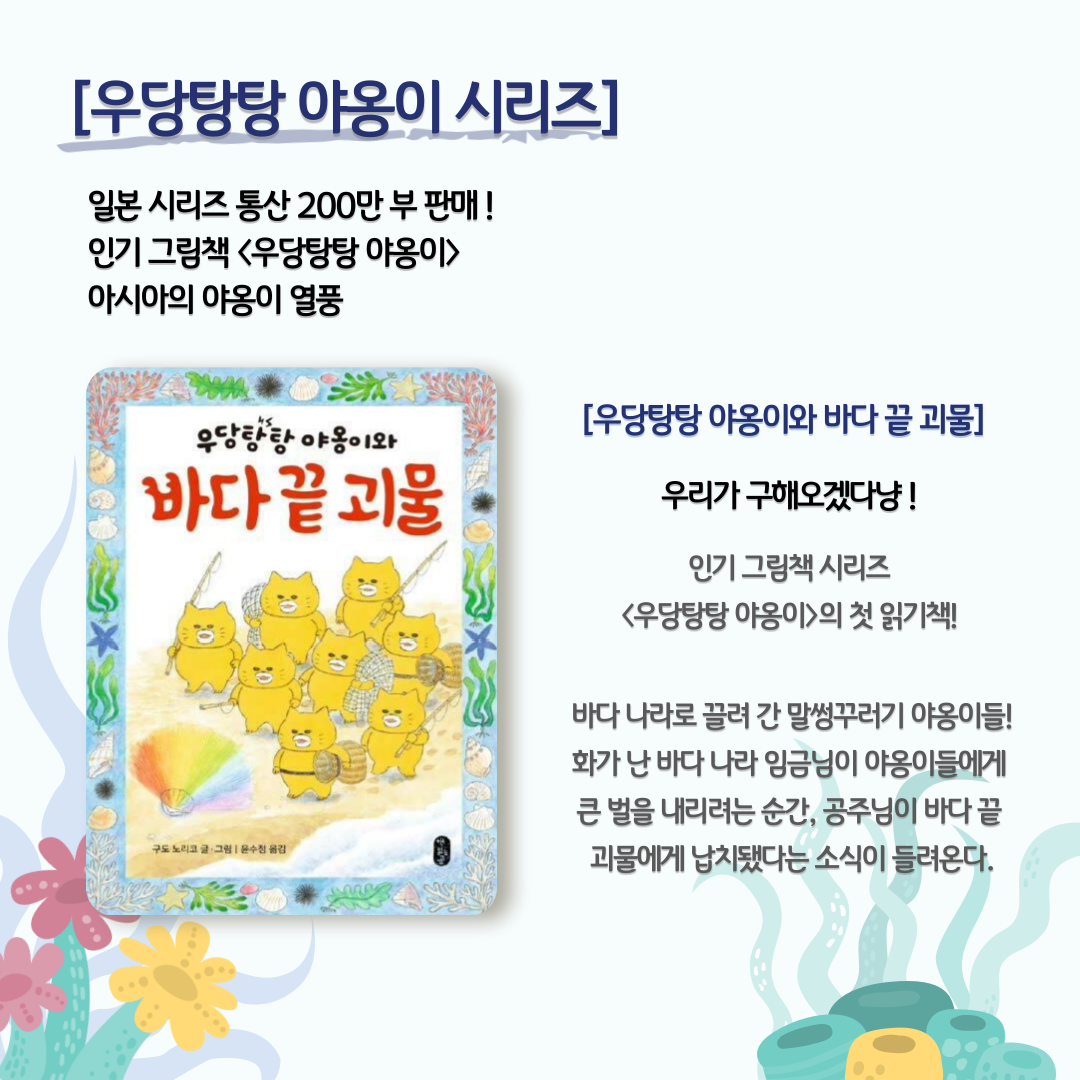 [우당탕탕 야옹이 시리즈]
일본 시리즈 통산 200만 부 판매!
인기 그림책 <우당탕탕 야옹이>
아시아의 야옹이 열풍
우당탕탕 야옹이와
바다 끝 괴물
구도 노리코 글·그림 | 윤수정 옮김
[우당탕탕 야옹이와 바다 끝 괴물]
우리가 구해오겠다냥!
인기 그림책 시리즈
<우당탕탕 야옹이>의 첫 읽기책!
바다 나라로 끌려 간 말썽꾸러기 야옹이들!
화가 난 바다 나라 임금님이 야옹이들에게
큰 벌을 내리려는 순간, 공주님이 바다 끝
괴물에게 납치됐다는 소식이 들려온다.